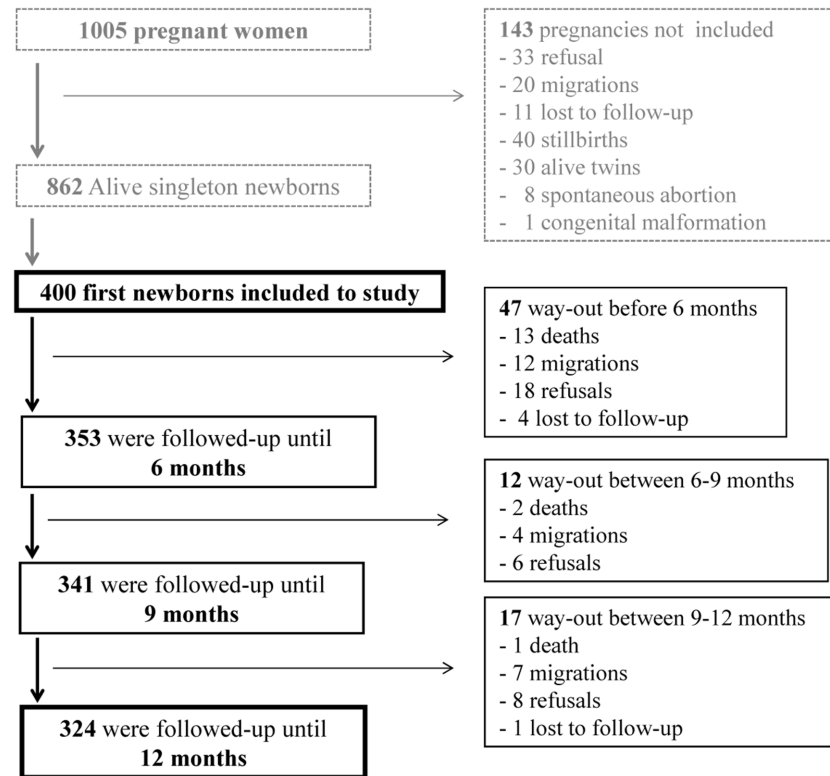 1005 pregnant women
143 pregnancies not included
- 33 refusal
- 20 migrations
- 11 lost to follow-up
- 40 stillbirths
- 30 alive twins
- 8 spontaneous abortion
- 1 congenital malformation
862 Alive singleton newborns
400 first newborns included to study
47 way-out before 6 months
- 13 deaths
- 12 migrations
- 18 refusals
- 4 lost to follow-up
353 were followed-up until
6 months
12 way-out between 6-9 months
- 2 deaths
- 4 migrations
- 6 refusals
341 were followed-up until
9 months
17 way-out between 9-12 months
- 1 death
- 7 migrations
- 8 refusals
- 1 lost to follow-up
324 were followed-up until
12 months